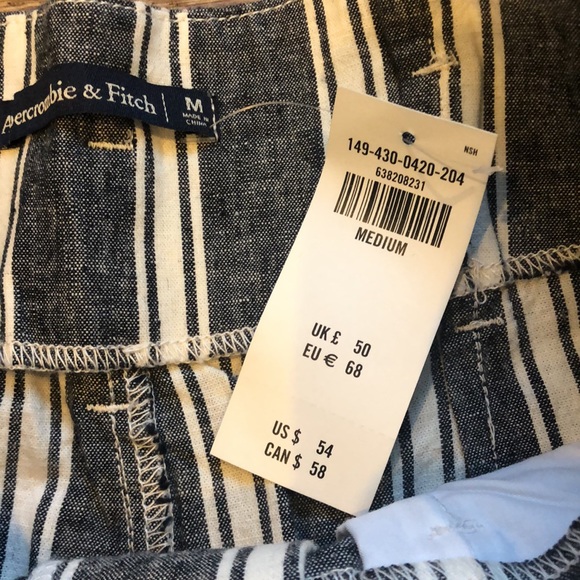 Abercrombie & Fitch
M
MADE IN
CHINA
NSH
149-430-0420-204
638208231
MEDIUM
UK £ 50
EU € 68
US $ 54
CAN $ 58